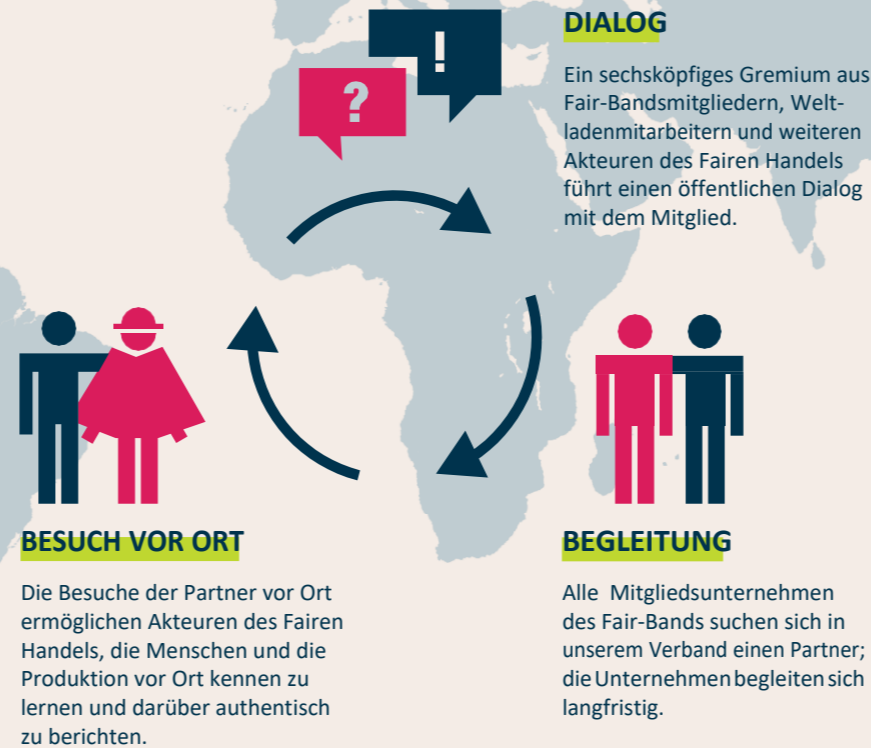 !
?
DIALOG
Ein sechsköpfiges Gremium aus
Fair-Bandsmitgliedern, Welt-
ladenmitarbeitern und weiteren
Akteuren des Fairen Handels
führt einen öffentlichen Dialog
mit dem Mitglied.
BESUCH VOR ORT
Die Besuche der Partner vor Ort
ermöglichen Akteuren des Fairen
Handels, die Menschen und die
Produktion vor Ort kennen zu
lernen und darüber authentisch
zu berichten.
BEGLEITUNG
Alle Mitgliedsunternehmen
des Fair-Bands suchen sich in
unserem Verband einen Partner;
die Unternehmen begleiten sich
langfristig.